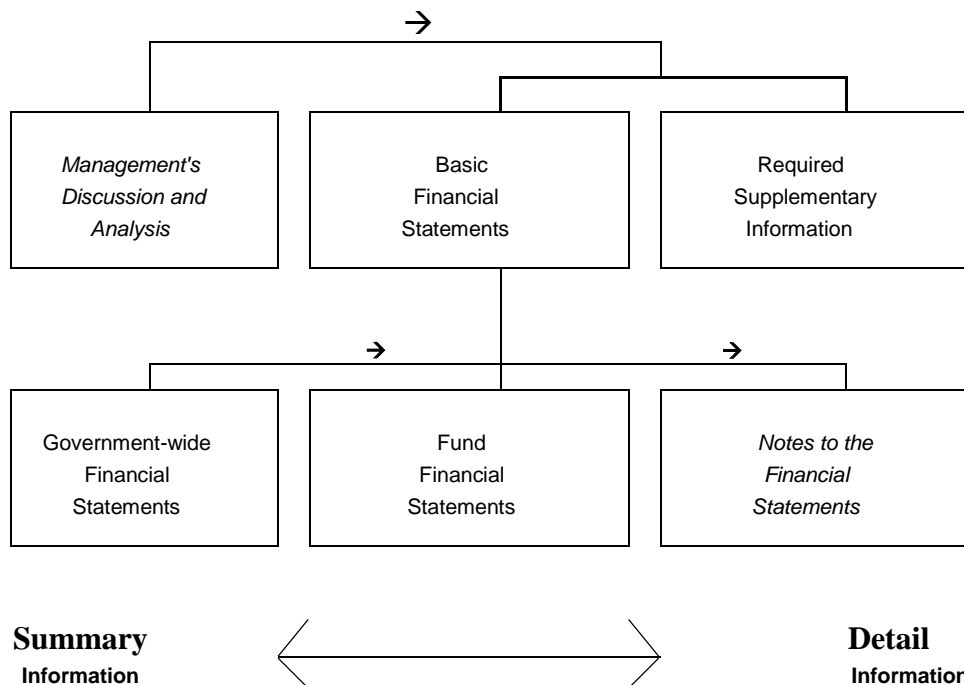 →
Management's
Discussion and
Analysis
Basic
Financial
Statements
Required
Supplementary
Information
→
→
Government-wide
Financial
Statements
Fund
Financial
Statements
Notes to the
Financial
Statements
Summary
Information
Detail
Information